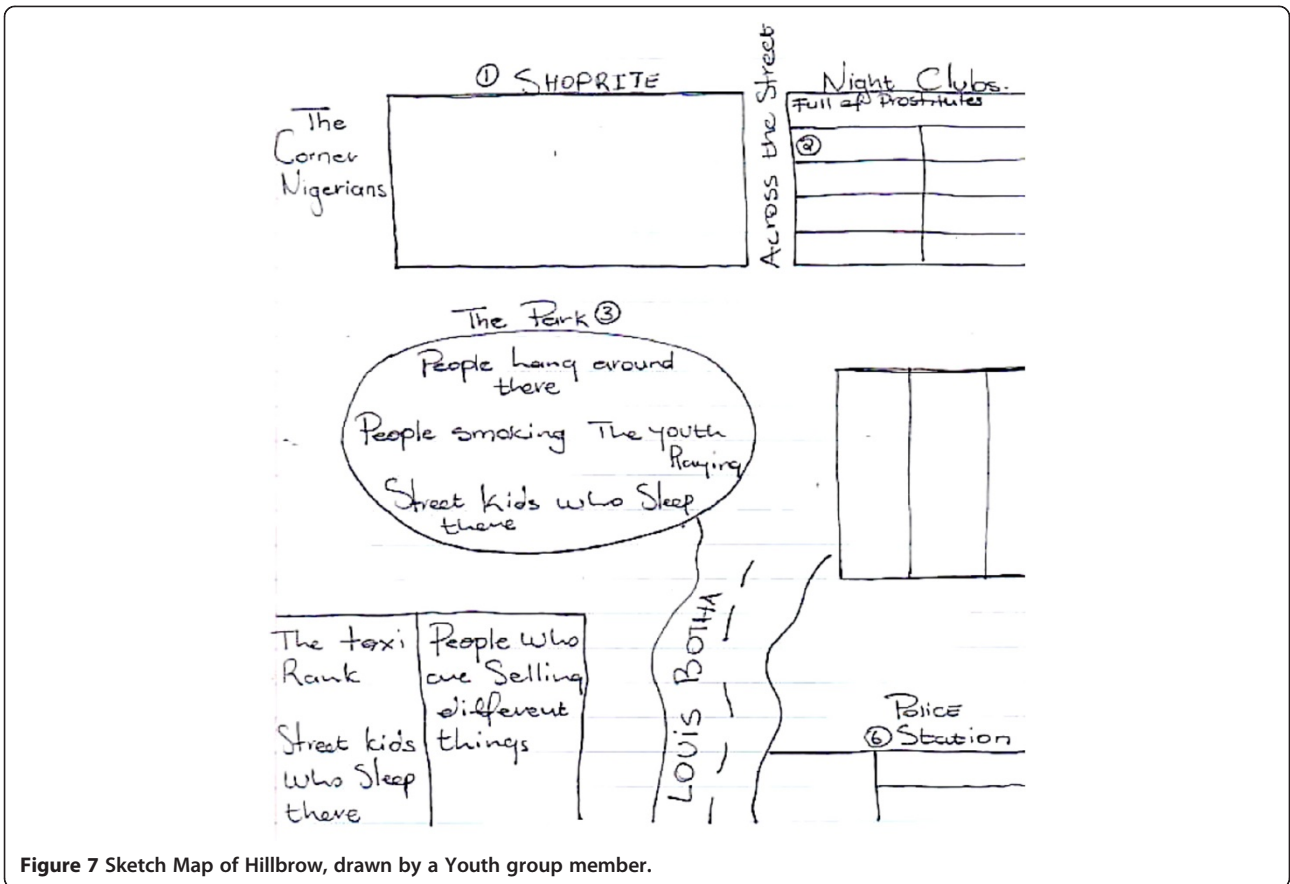 ① SHOPRITE
Across the Street
Night Clubs.
Full of Prostitutes
②
The
Corner
Nigerians
The Park ③
People hang around
there
People smoking The youth
Playing
Street kids who Sleep
there
The taxi
Rank
Street kids
who Sleep
there
People who
are Selling
different
things
LOUIS BOTHA
Police
⑥ Station
Figure 7 Sketch Map of Hillbrow, drawn by a Youth group member.